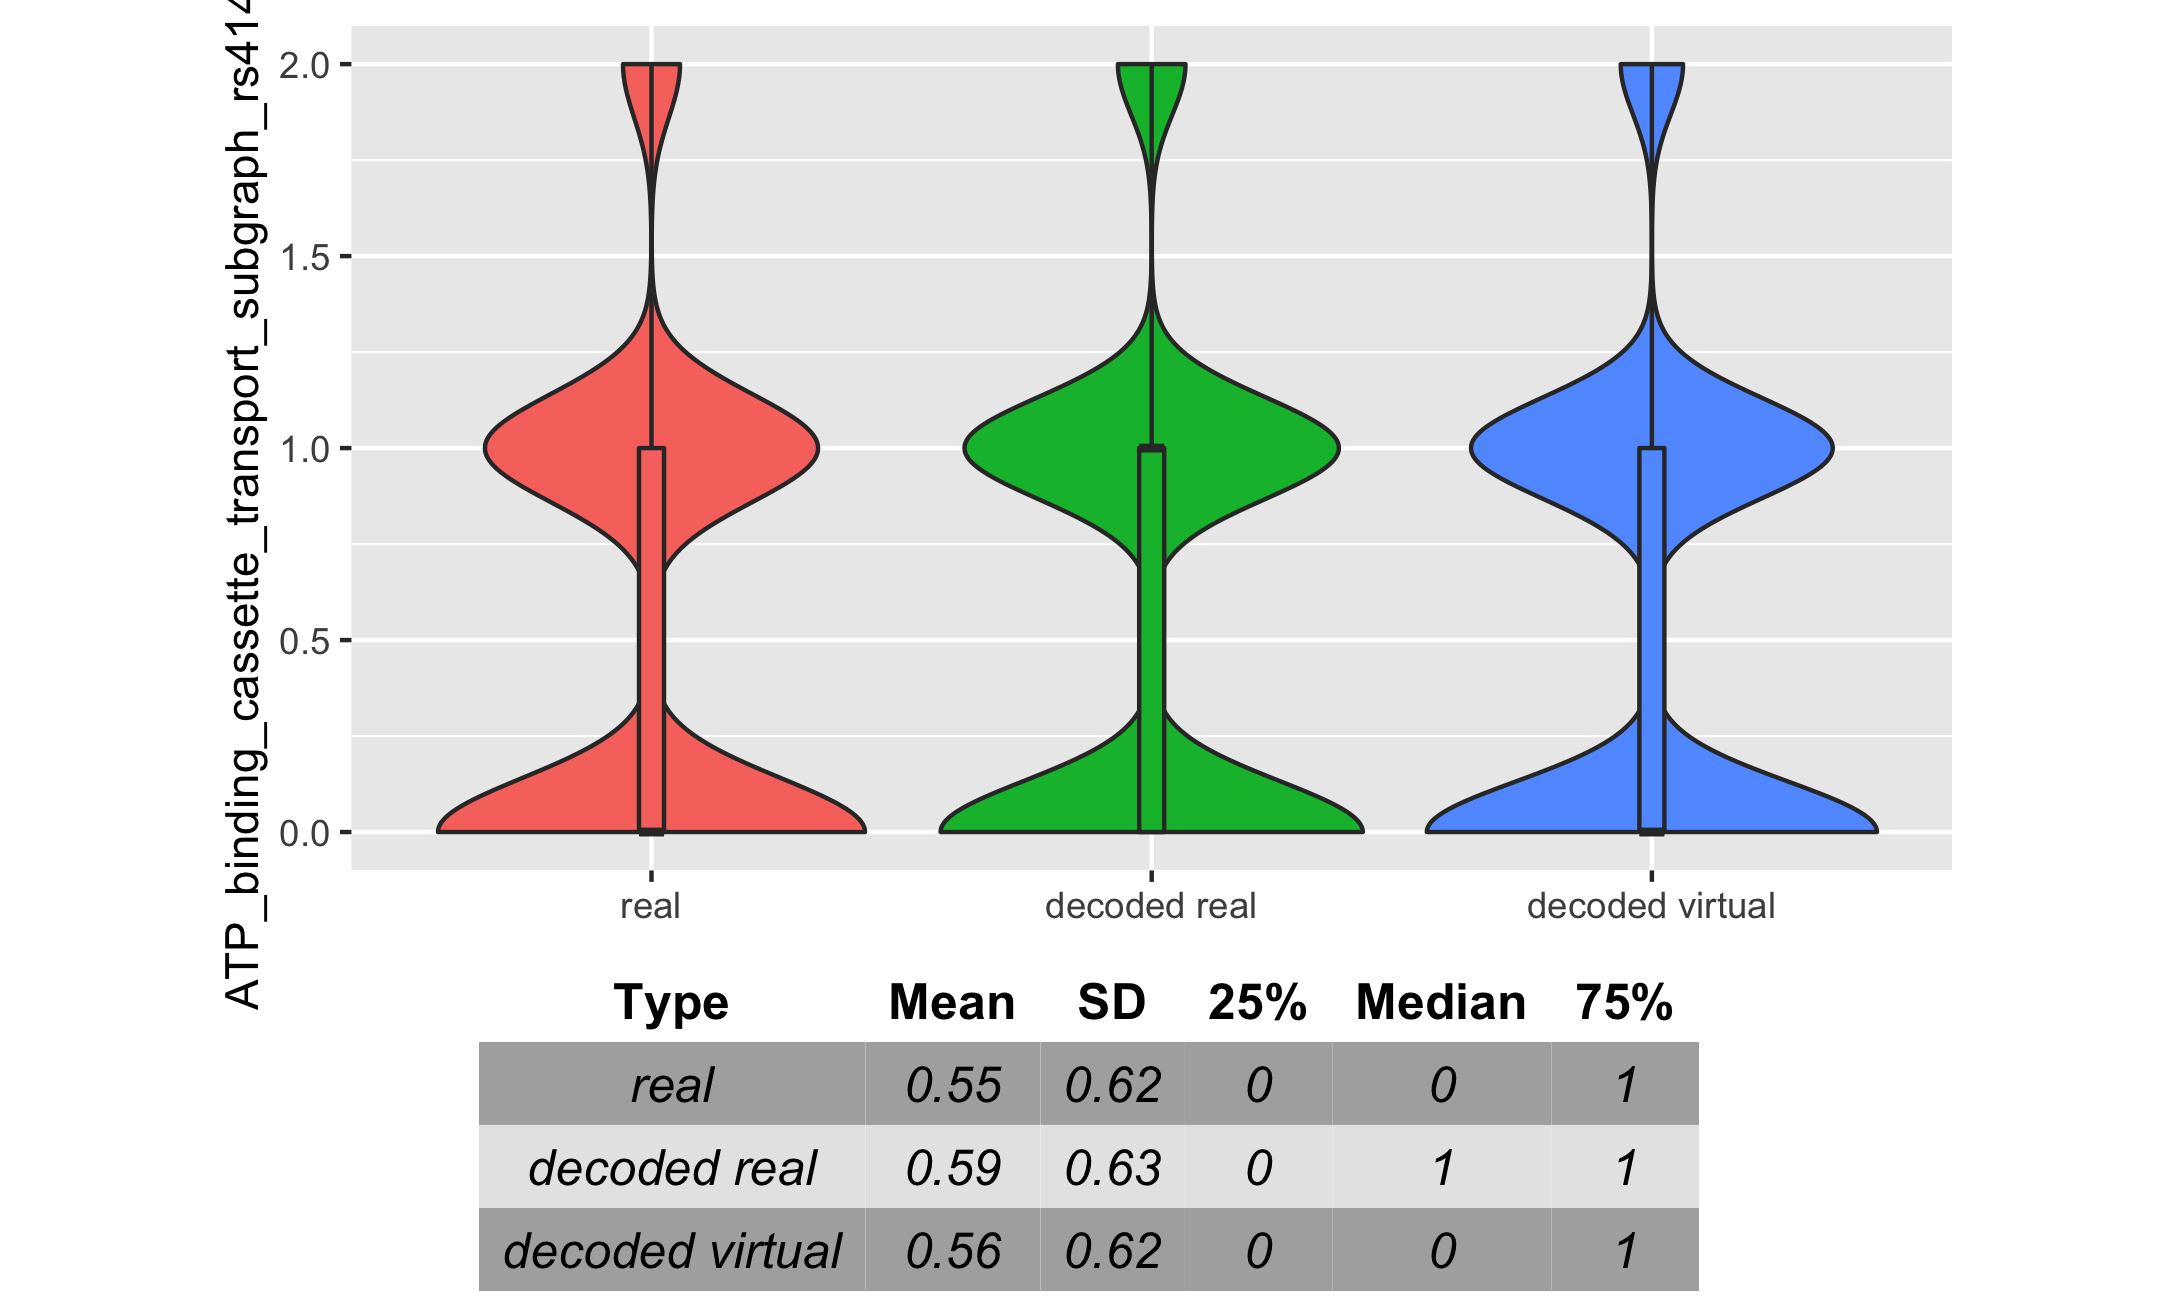 ATP_binding_cassette_transport_subgraph_rs414
2.0
1.5
1.0
0.5
0.0
real decoded real decoded virtual
Type Mean SD 25% Median 75%
real 0.55 0.62 0 0 1
decoded real 0.59 0.63 0 1 1
decoded virtual 0.56 0.62 0 0 1